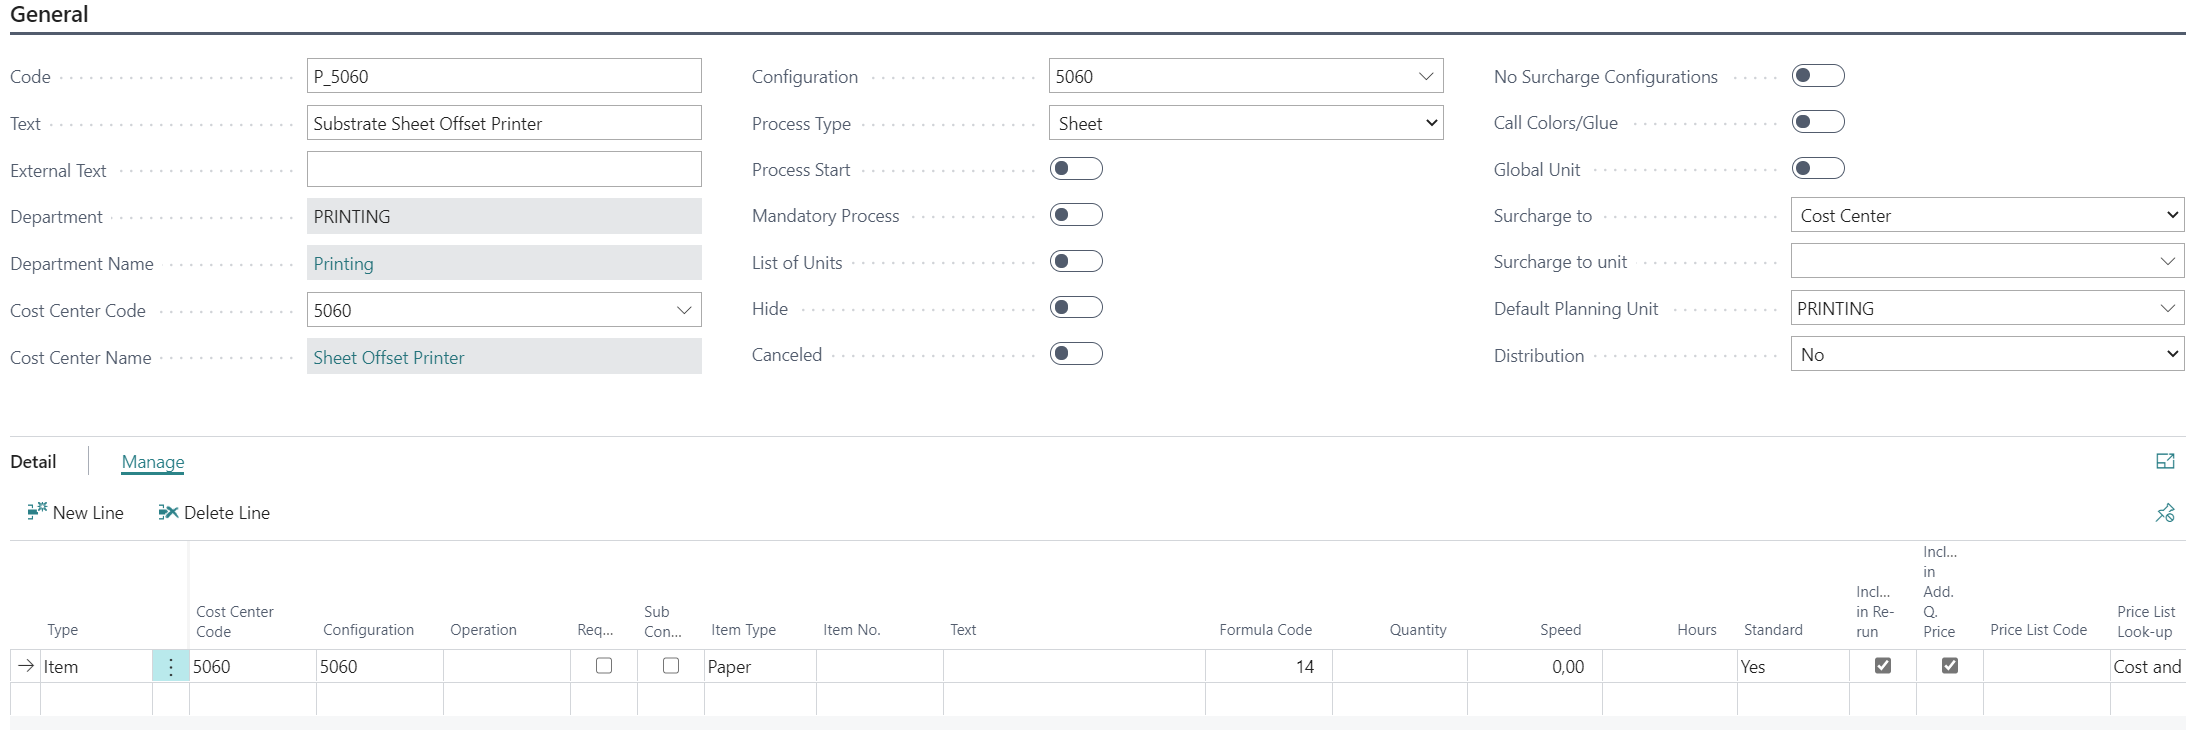 General
Code P_5060
Text Substrate Sheet Offset Printer
External Text
Department PRINTING
Department Name Printing
Cost Center Code 5060
Cost Center Name Sheet Offset Printer
Configuration 5060
Process Type Sheet
Process Start
Mandatory Process
List of Units
Hide
Canceled
No Surcharge Configurations
Call Colors/Glue
Global Unit
Surcharge to Cost Center
Surcharge to unit
Default Planning Unit PRINTING
Distribution No
Detail Manage
New Line Delete Line
Type
Cost Center
Code
Configuration
Operation
Req...
Sub
Con...
Item Type
Item No.
Text
Formula Code
Quantity
Speed
Hours
Standard
Incl...
in Re-
run
Incl...
in
Add.
Q.
Price
Price List Code
Price List
Look-up
Item 5060 5060 Paper 14 0,00 Yes Cost and